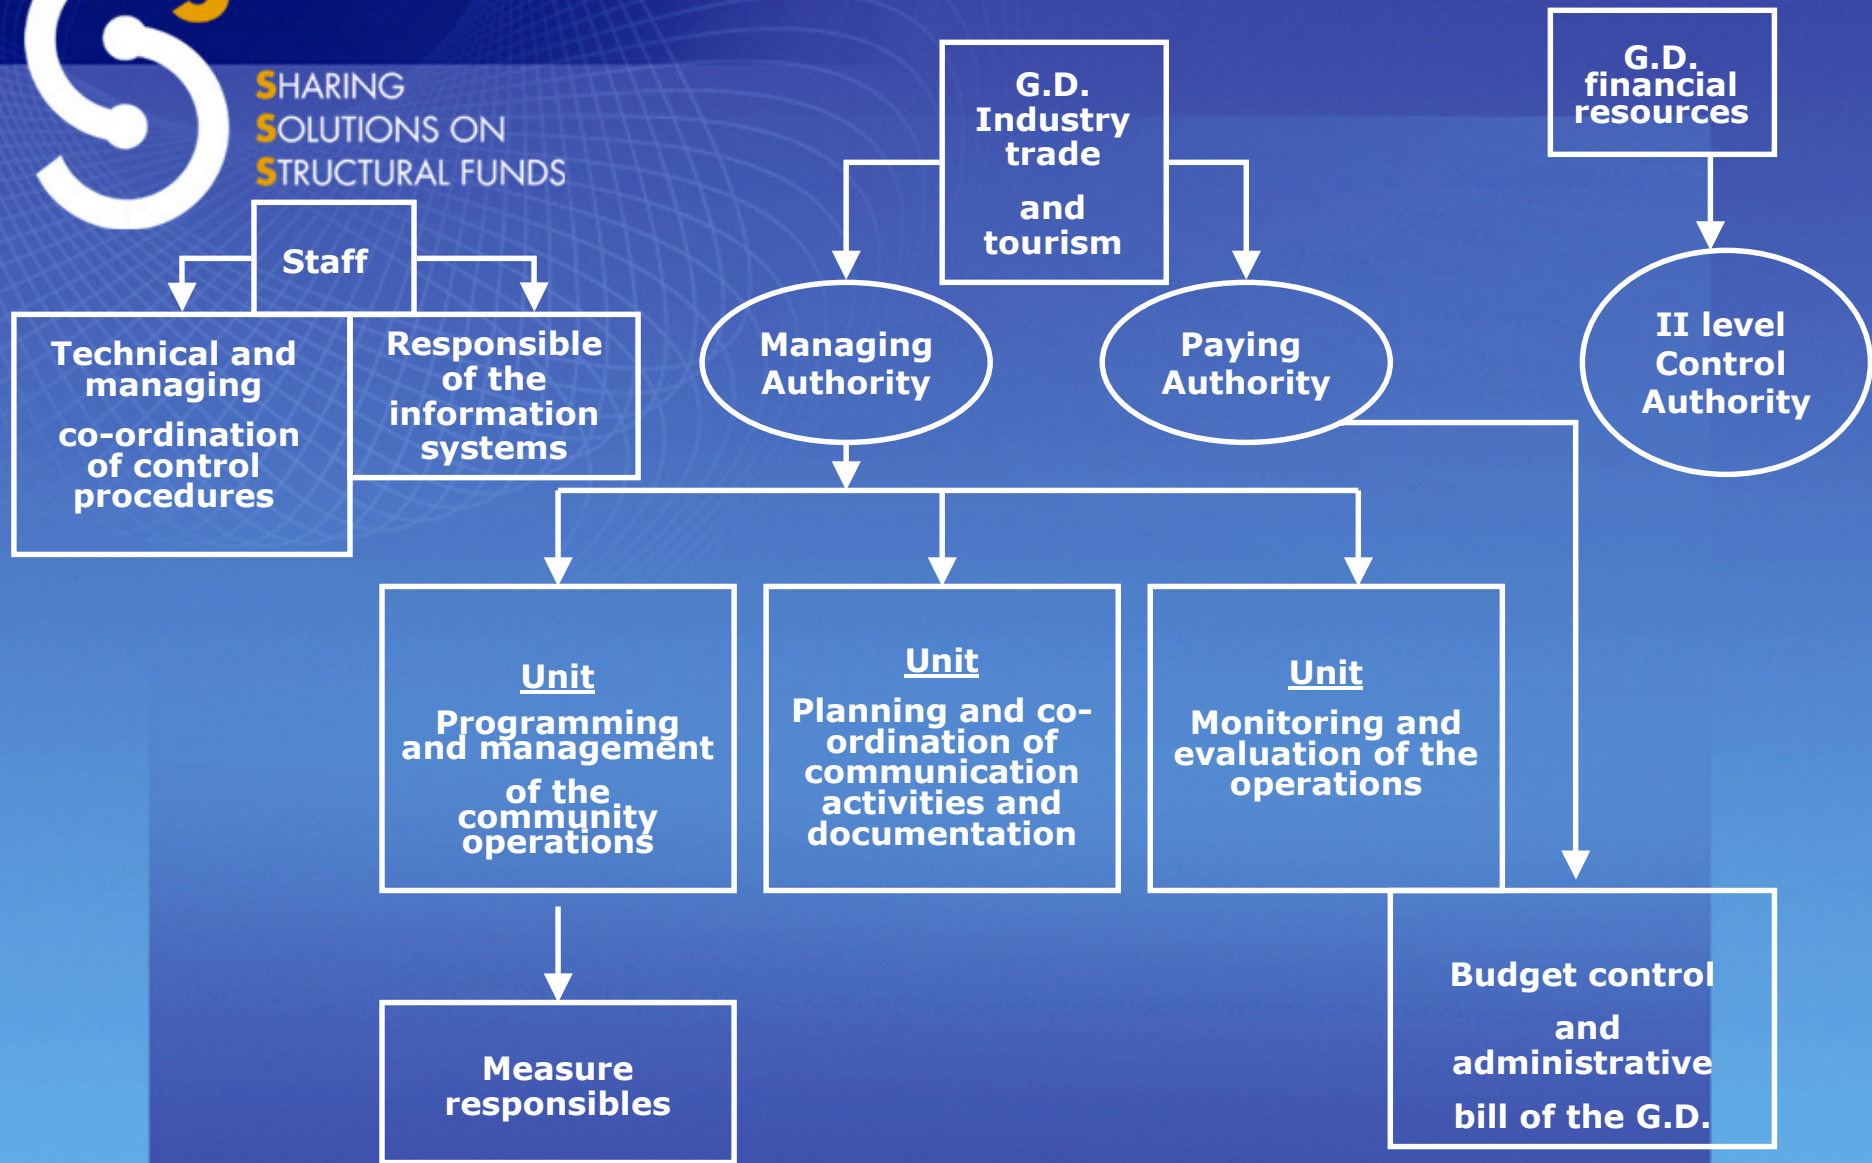 SHARING
SOLUTIONS ON
STRUCTURAL FUNDS
G.D.
Industry
trade
and
tourism
G.D.
financial
resources
Staff
Technical and
managing
co-ordination
of control
procedures
Responsible
of the
information
systems
Managing
Authority
Paying
Authority
II level
Control
Authority
Unit
Programming
and management
of the
community
operations
Unit
Planning and co-
ordination of
communication
activities and
documentation
Unit
Monitoring and
evaluation of the
operations
Measure
responsibles
Budget control
and
administrative
bill of the G.D.